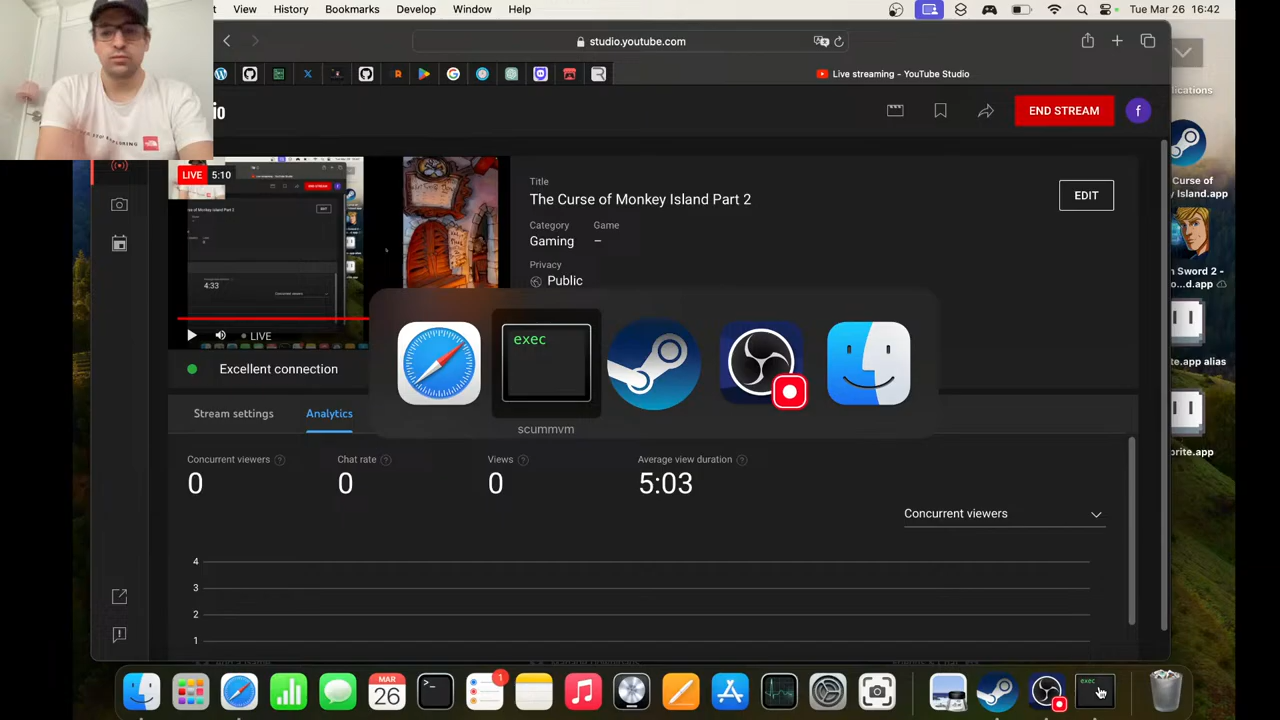 View History Bookmarks Develop Window Help Tue Mar 26 16:42
studio.youtube.com
Live streaming - YouTube Studio
END STREAM f
LIVE 5:10
Title
The Curse of Monkey Island Part 2
EDIT
Category Game
Gaming –
Privacy
Public
4:33
LIVE
Excellent connection
exec
scummvm
Stream settings Analytics
Concurrent viewers Chat rate Views Average view duration
0 0 0 5:03
Concurrent viewers
4
3
2
1
Curse of
y Island.app
n Sword 2 -
o...d.app
te.app alias
orite.app
MAR
26
1
exec